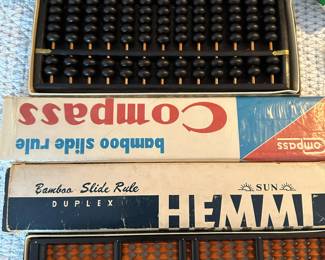 Compass
bamboo slide rule
Compass
Bamboo Slide Rule
DUPLEX
SUN
HEMMI